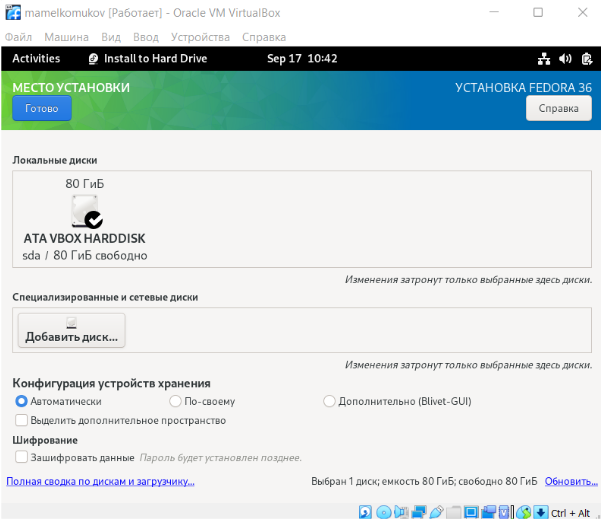 mamelkomukov [Работает] - Oracle VM VirtualBox
Файл Машина Вид Ввод Устройства Справка
Activities Install to Hard Drive Sep 17 10:42
МЕСТО УСТАНОВКИ УСТАНОВКА FEDORA 36
Готово Справка
Локальные диски
80 ГиБ
ATA VBOX HARDDISK
sda / 80 ГиБ свободно
Изменения затронут только выбранные здесь диски.
Специализированные и сетевые диски
Добавить диск...
Изменения затронут только выбранные здесь диски.
Конфигурация устройств хранения
Автоматически По-своему Дополнительно (Blivet-GUI)
Выделить дополнительное пространство
Шифрование
Зашифровать данные Пароль будет установлен позднее.
Полная сводка по дискам и загрузчику... Выбран 1 диск; емкость 80 ГиБ; свободно 80 ГиБ Обновить...
Ctrl + Alt